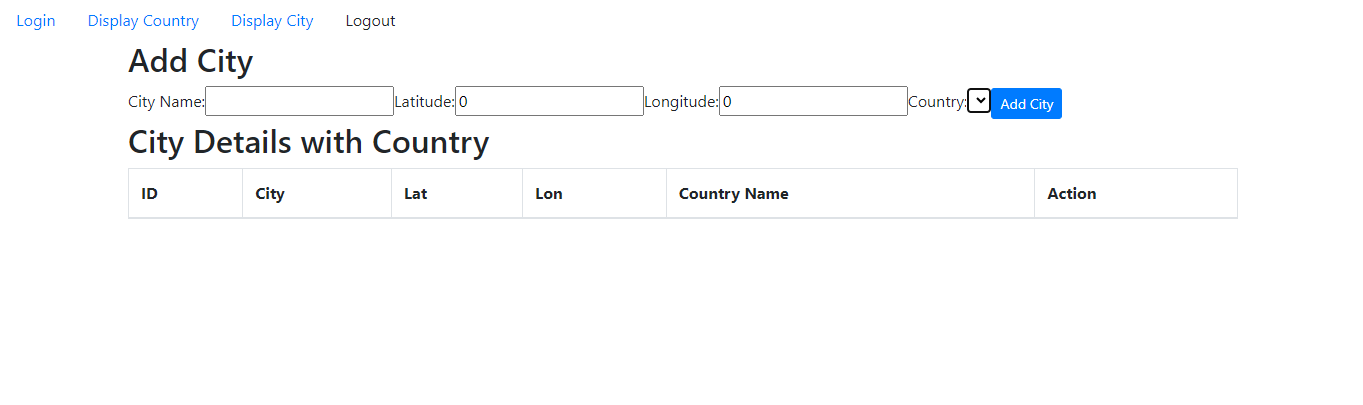 Login Display Country Display City Logout
Add City
City Name: Latitude: 0 Longitude: 0 Country: Add City
City Details with Country
ID City Lat Lon Country Name Action